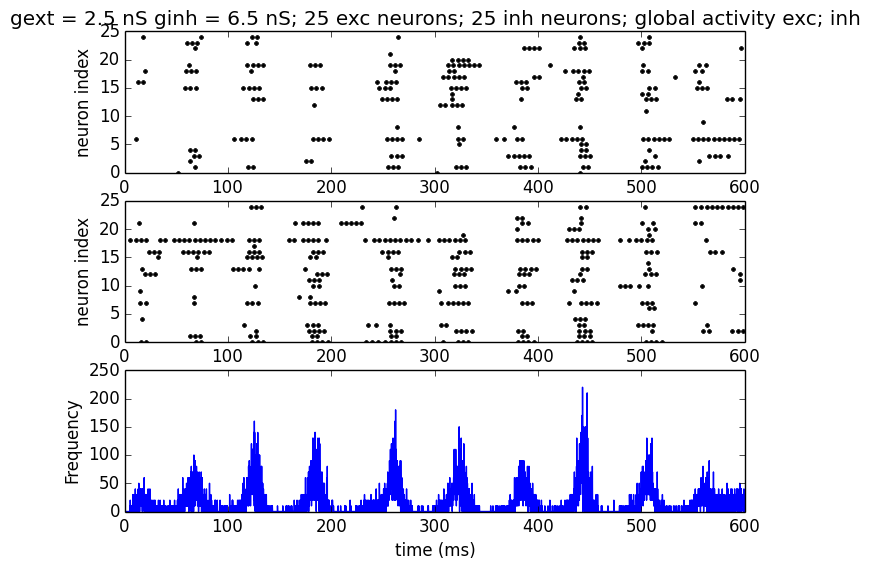 gext = 2.5 nS ginh = 6.5 nS; 25 exc neurons; 25 inh neurons; global activity exc; inh
25
20
15
10
5
0
neuron index
0 100 200 300 400 500 600
25
20
15
10
5
0
neuron index
0 100 200 300 400 500 600
250
200
150
100
50
0
Frequency
0 100 200 300 400 500 600
time (ms)